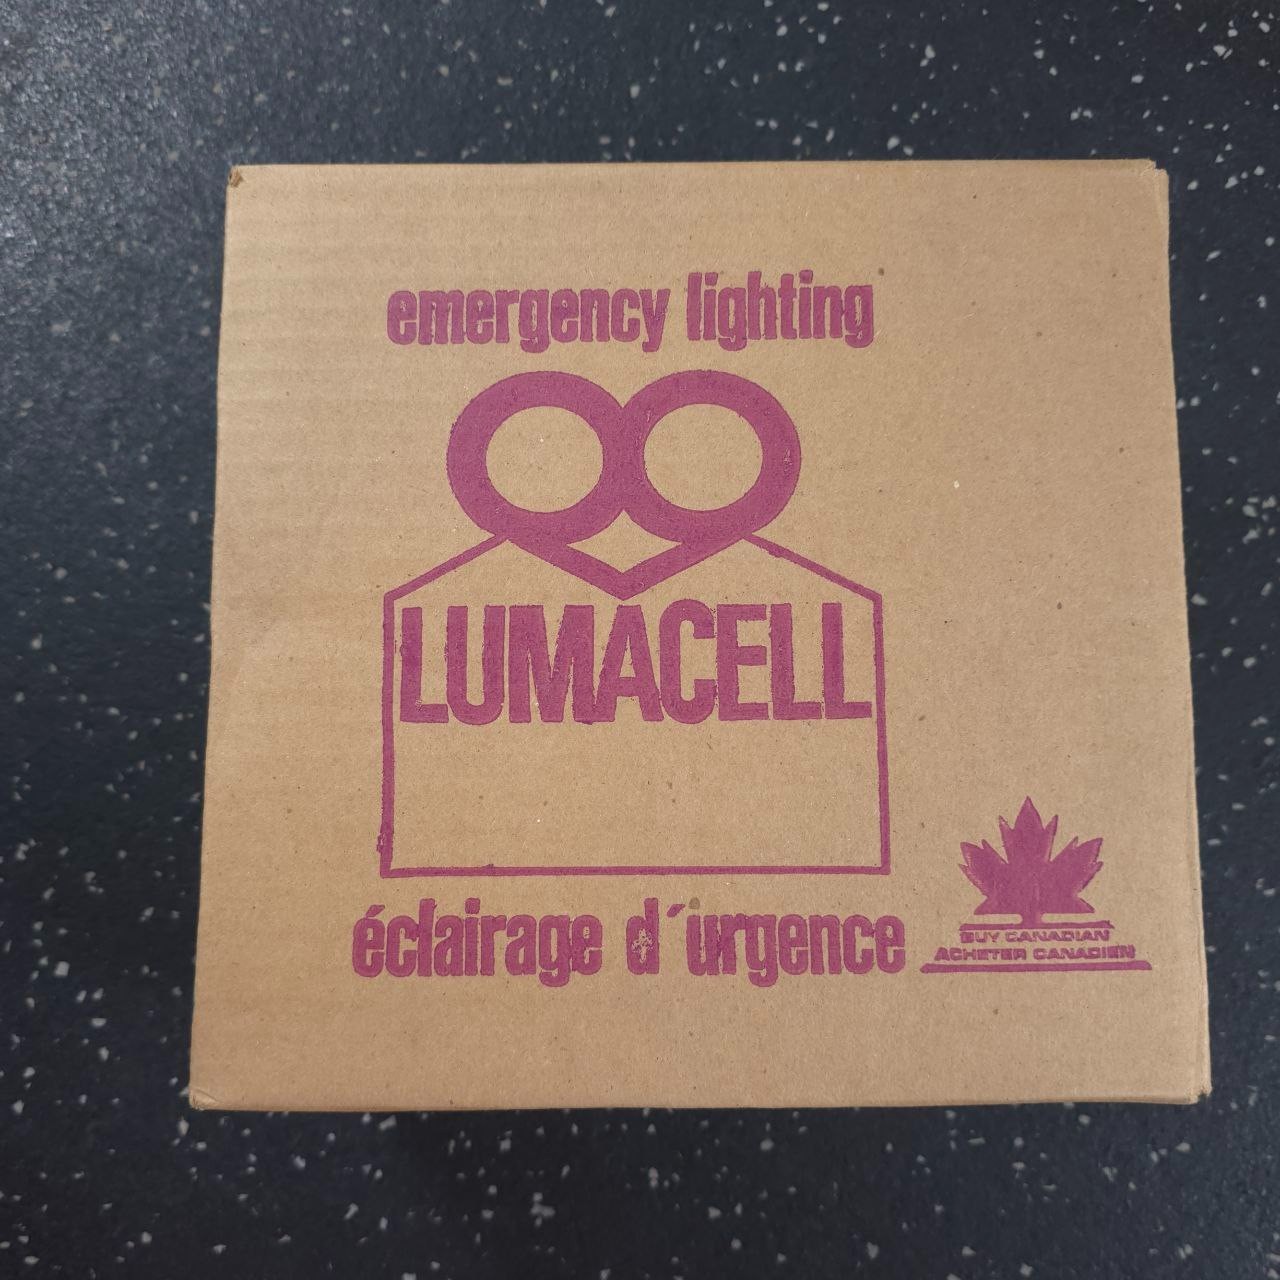 emergency lighting
LUMACELL
éclairage d´urgence
BUY CANADIAN
ACHETER CANADIEN